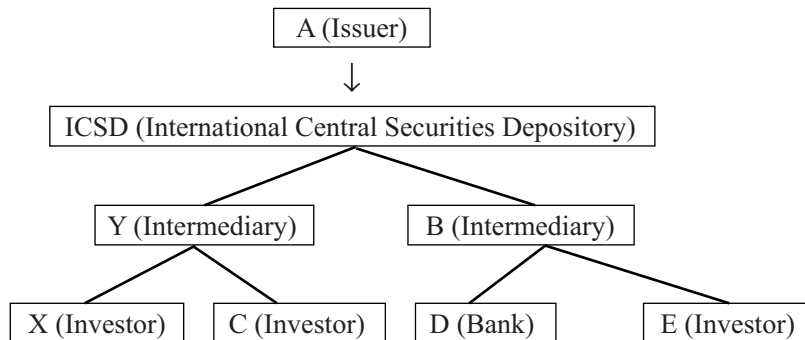 A (Issuer)
ICSD (International Central Securities Depository)
Y (Intermediary)
B (Intermediary)
X (Investor)
C (Investor)
D (Bank)
E (Investor)